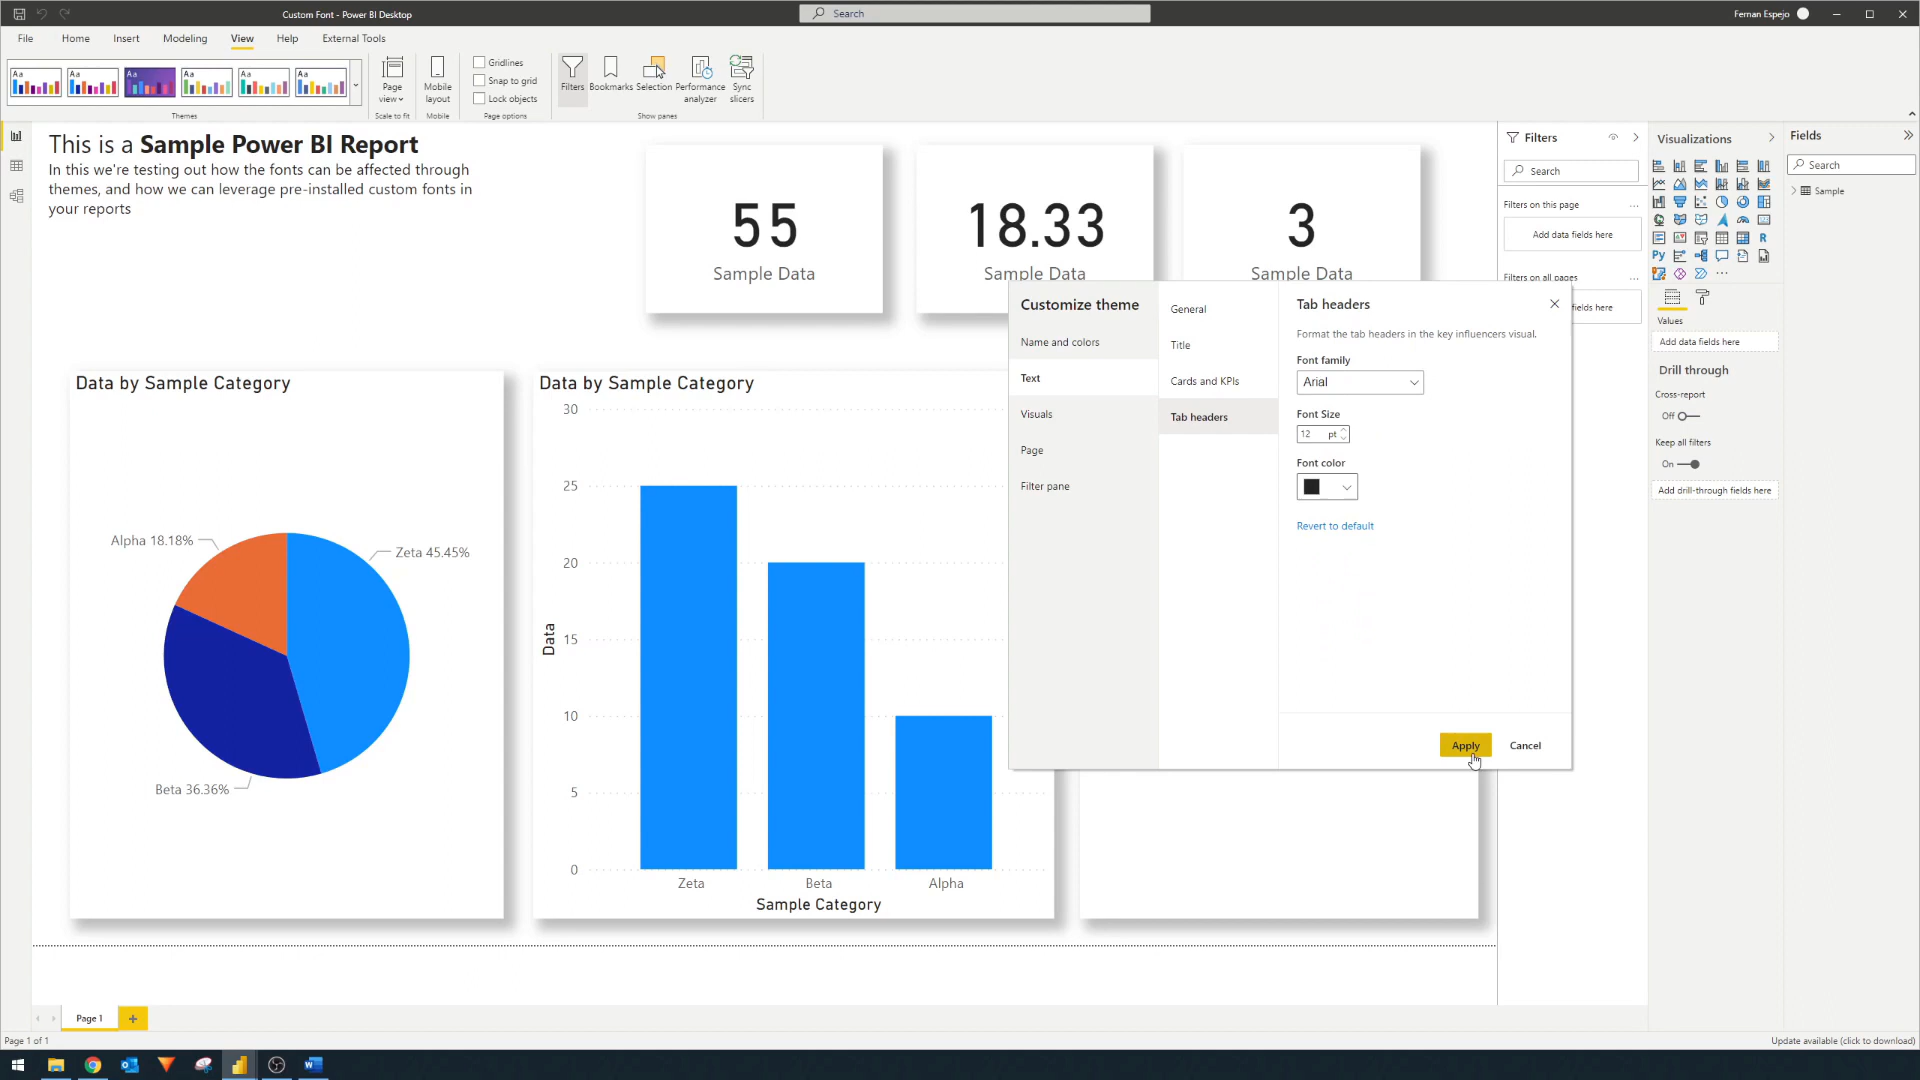 Custom Font - Power BI Desktop
Search
Fernan Espejo
File
Home
Insert
Modeling
View
Help
External Tools
Aa
Aa
Aa
Aa
Aa
Aa
Themes
Page
view
Scale to fit
Mobile
layout
Mobile
Gridlines
Snap to grid
Lock objects
Page options
Filters
Bookmarks
Selection
Performance
analyzer
Sync
slicers
Show panes
This is a Sample Power BI Report
In this we're testing out how the fonts can be affected through
themes, and how we can leverage pre-installed custom fonts in
your reports
55
Sample Data
18.33
Sample Data
3
Sample Data
Data by Sample Category
Alpha 18.18%
Zeta 45.45%
Beta 36.36%
Data by Sample Category
30
25
20
15
10
5
0
Data
Zeta
Beta
Alpha
Sample Category
Customize theme
Name and colors
Text
Visuals
Page
Filter pane
General
Title
Cards and KPIs
Tab headers
Tab headers
Format the tab headers in the key influencers visual.
Font family
Arial
Font Size
12 pt
Font color
Revert to default
Apply
Cancel
Filters
Search
Filters on this page
...
Add data fields here
Filters on all pages
...
fields here
Visualizations
R
Py
...
Values
Add data fields here
Drill through
Cross-report
Off
Keep all filters
On
Add drill-through fields here
Fields
Search
Sample
Page 1
Page 1 of 1
Update available (click to download)